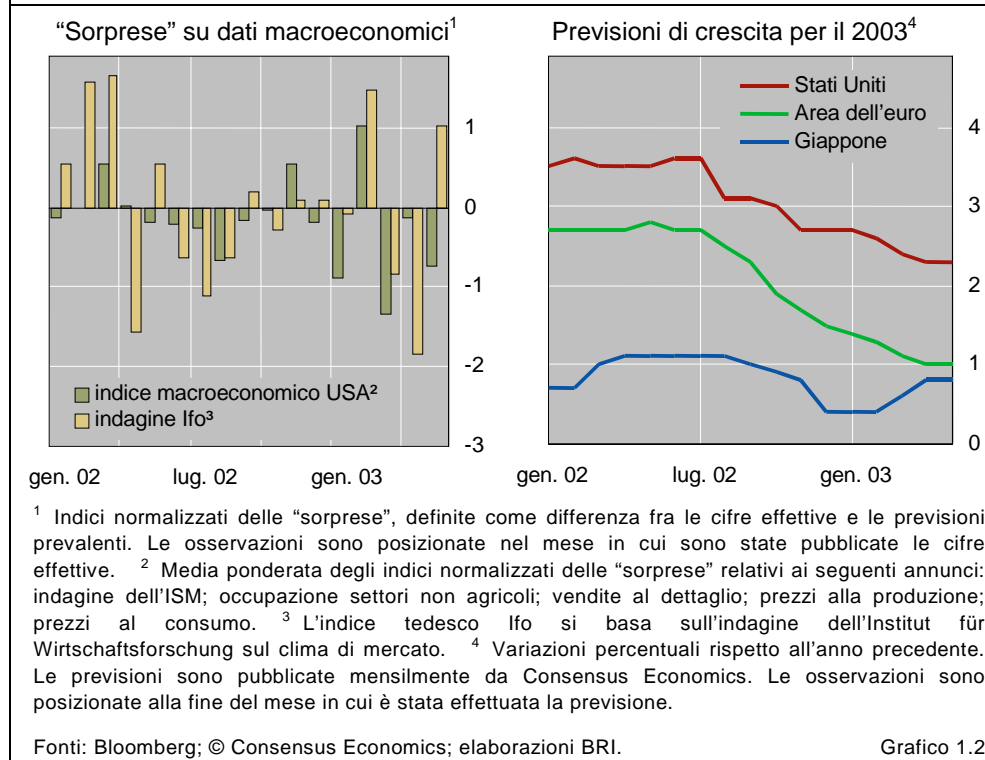 “Sorprese” su dati macroeconomici¹
Previsioni di crescita per il 2003⁴
1
0
-1
-2
-3
indice macroeconomico USA²
indagine Ifo³
gen. 02 lug. 02 gen. 03
Stati Uniti
Area dell'euro
Giappone
4
3
2
1
0
gen. 02 lug. 02 gen. 03
¹ Indici normalizzati delle “sorprese”, definite come differenza fra le cifre effettive e le previsioni
prevalenti. Le osservazioni sono posizionate nel mese in cui sono state pubblicate le cifre
effettive. ² Media ponderata degli indici normalizzati delle “sorprese” relativi ai seguenti annunci:
indagine dell'ISM; occupazione settori non agricoli; vendite al dettaglio; prezzi alla produzione;
prezzi al consumo. ³ L'indice tedesco Ifo si basa sull'indagine dell'Institut für
Wirtschaftsforschung sul clima di mercato. ⁴ Variazioni percentuali rispetto all'anno precedente.
Le previsioni sono pubblicate mensilmente da Consensus Economics. Le osservazioni sono
posizionate alla fine del mese in cui è stata effettuata la previsione.
Fonti: Bloomberg; © Consensus Economics; elaborazioni BRI. Grafico 1.2